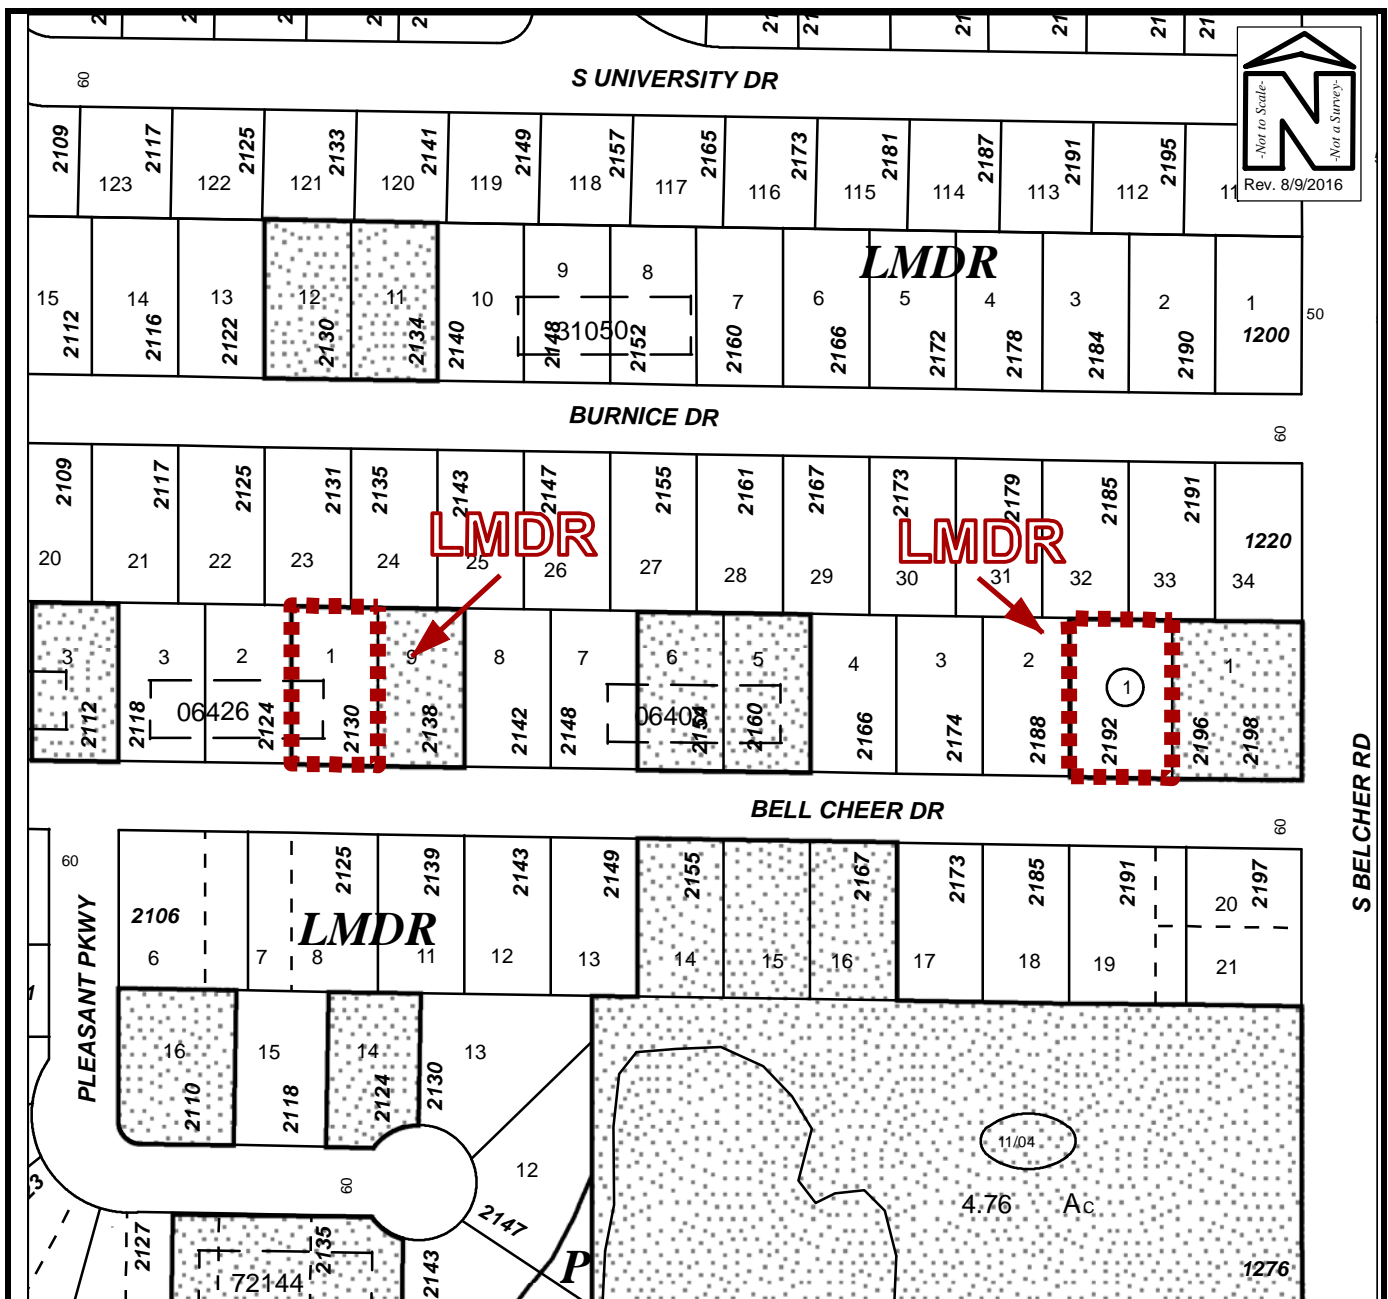 S UNIVERSITY DR
60
-Not to Scale-
-Not a Survey-
Rev. 8/9/2016
2109 2117 2125 2133 2141 2149 2157 2165 2173 2181 2187 2191 2195
123 122 121 120 119 118 117 116 115 114 113 112
LMDR
15 14 13 12 11 10 9 8 7 6 5 4 3 2 1
31050
2112 2116 2122 2130 2134 2140 2148 2152 2160 2166 2172 2178 2184 2190 1200
50
BURNICE DR
60
2109 2117 2125 2131 2135 2143 2147 2155 2161 2167 2173 2179 2185 2191 1220
LMDR LMDR
20 21 22 23 24 25 26 27 28 29 30 31 32 33 34
3 3 2 1 9 8 7 6 5 4 3 2 1 1
06426
2112 2118 2124 2130 2138 2142 2148 2154 2160 2166 2174 2188 2192 2196 2198
BELL CHEER DR
60
S BELCHER RD
60
PLEASANT PKWY
2106 2125 2139 2143 2149 2155 2167 2173 2185 2191 2197
LMDR
20
6 7 8 11 12 13 14 15 16 17 18 19 21
16 15 14 13
2110 2118 2124 2130
11/04
12
60
4.76 Ac
2147
2127 2135 2143
72144
P
1276